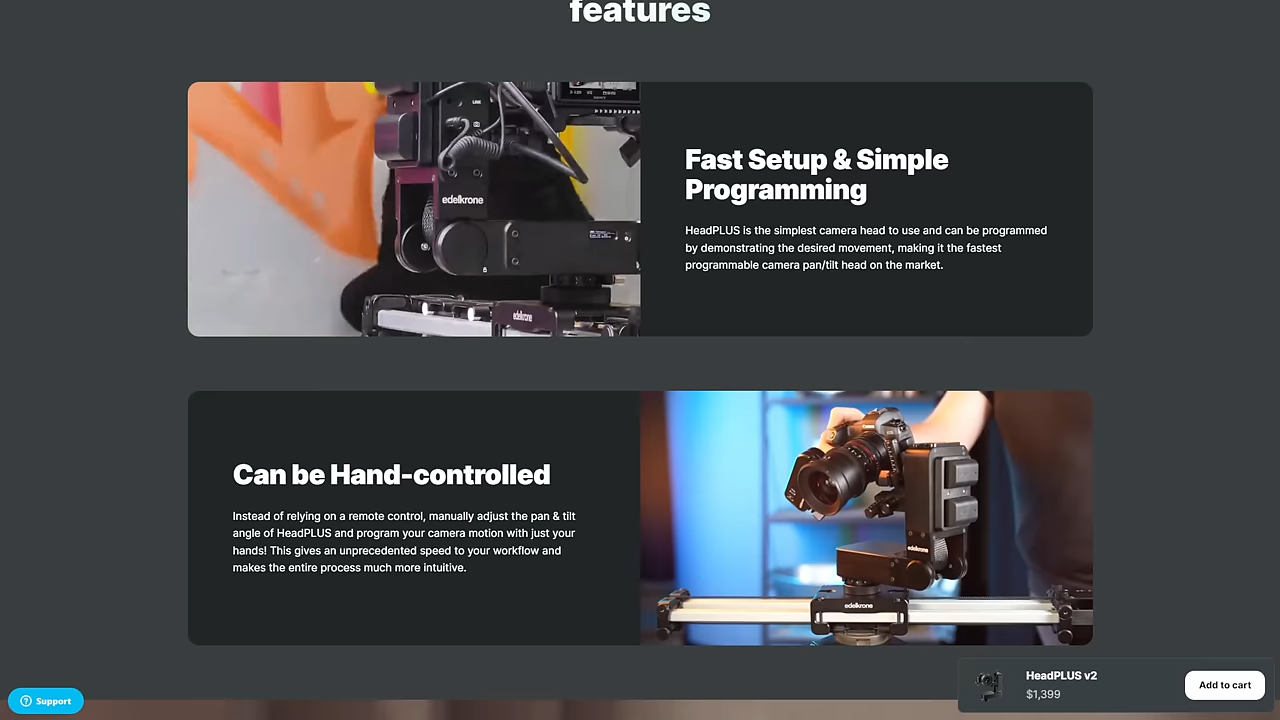 features
LINK
edelkrone
edelkrone
Fast Setup & Simple
Programming
HeadPLUS is the simplest camera head to use and can be programmed
by demonstrating the desired movement, making it the fastest
programmable camera pan/tilt head on the market.
Can be Hand-controlled
Instead of relying on a remote control, manually adjust the pan & tilt
angle of HeadPLUS and program your camera motion with just your
hands! This gives an unprecedented speed to your workflow and
makes the entire process much more intuitive.
Canon
edelkrone
edelkrone
Support
HeadPLUS v2
$1,399
Add to cart